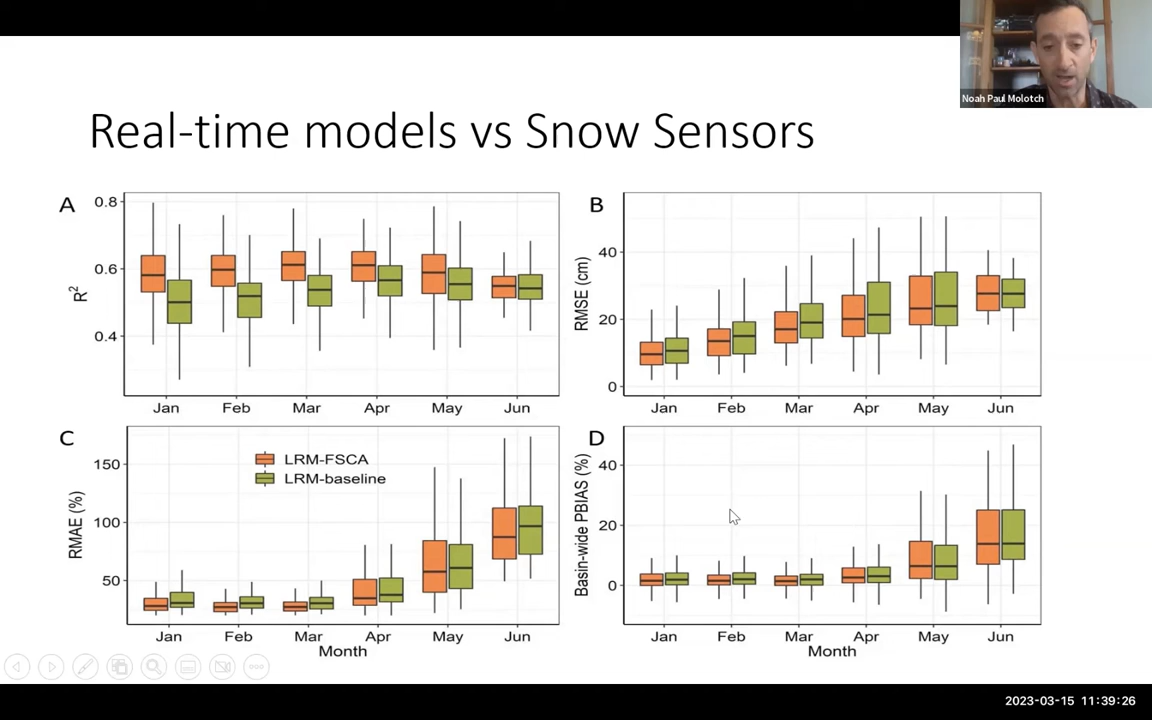 Noah Paul Molotch
Real-time models vs Snow Sensors
A
R2
0.8
0.6
0.4
Jan Feb Mar Apr May Jun
B
RMSE (cm)
40
20
0
Jan Feb Mar Apr May Jun
C
RMAE (%)
150
100
50
LRM-FSCA
LRM-baseline
Jan Feb Mar Apr May Jun
Month
D
Basin-wide PBIAS (%)
40
20
0
Jan Feb Mar Apr May Jun
Month
2023-03-15 11:39:26